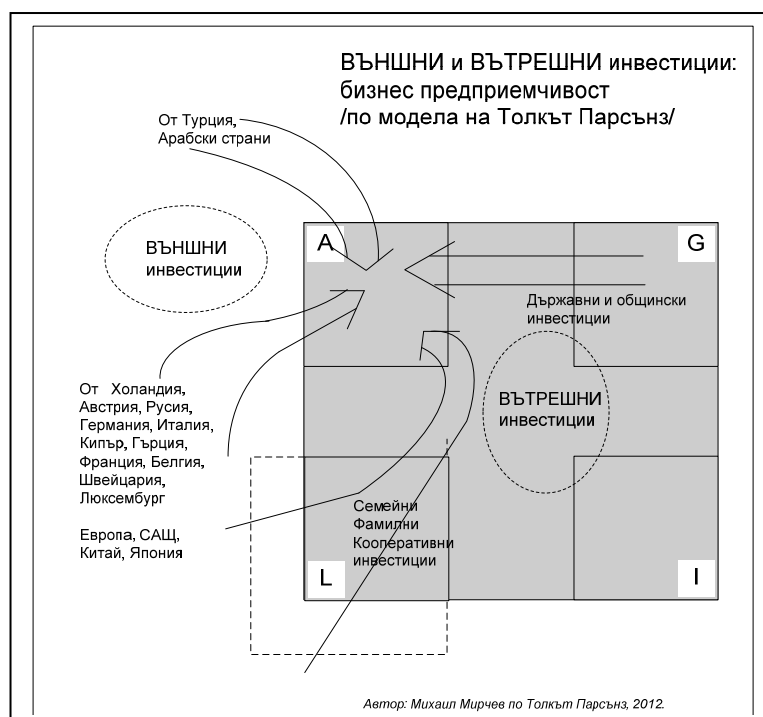 ВЪНШНИ и ВЪТРЕШНИ инвестиции:
бизнес предприемчивост
/по модела на Толкът Парсънз/
От Турция,
Арабски страни
ВЪНШНИ
инвестиции
A
G
Държавни и общински
инвестиции
ВЪТРЕШНИ
инвестиции
От Холандия,
Австрия, Русия,
Германия, Италия,
Кипър, Гърция,
Франция, Белгия,
Швейцария,
Люксембург
Европа, САЩ,
Китай, Япония
Семейни
Фамилни
Кооперативни
инвестиции
L
I
Автор: Михаил Мирчев по Толкът Парсънз, 2012.